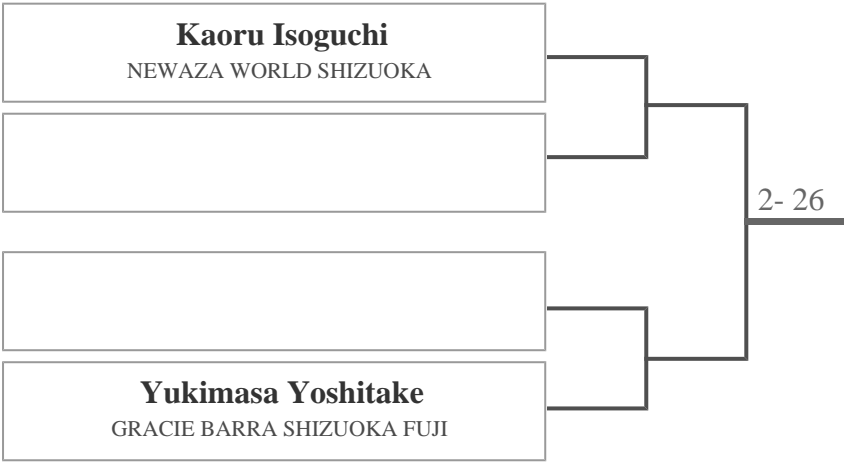 Kaoru Isoguchi
NEWAZA WORLD SHIZUOKA
2- 26
Yukimasa Yoshitake
GRACIE BARRA SHIZUOKA FUJI